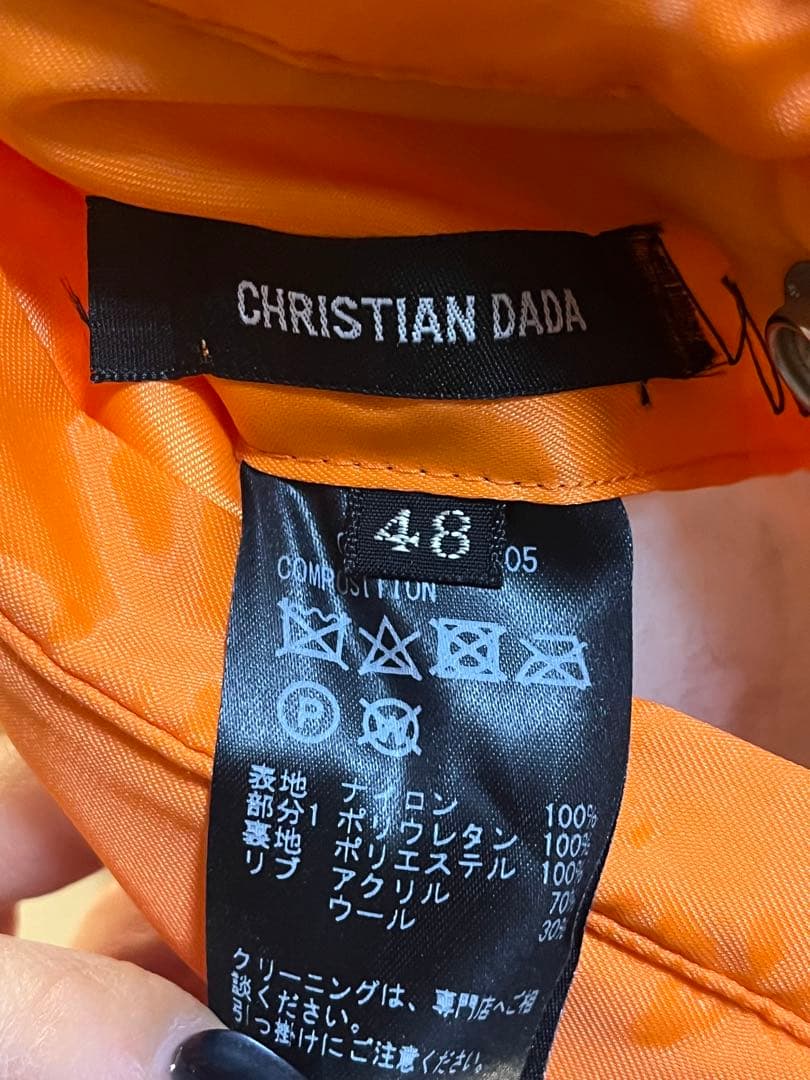 CHRISTIAN DADA
48
05
COMPOSITION
P
W
表地 ナイロン 100%
部分1 ポリウレタン 100%
裏地 ポリエステル 100%
リブ アクリル 70%
ウール 30%
クリーニングは、専門店へご相
談ください。
引っ掛けにご注意ください。